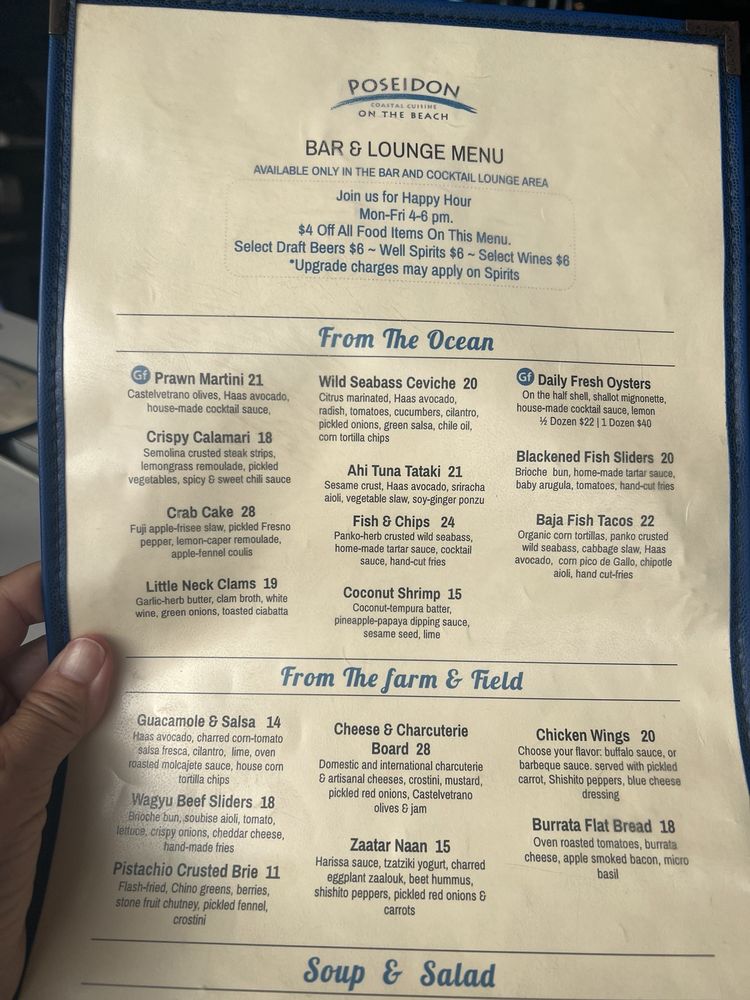 POSEIDON
COASTAL CUISINE
ON THE BEACH
BAR & LOUNGE MENU
AVAILABLE ONLY IN THE BAR AND COCKTAIL LOUNGE AREA
Join us for Happy Hour
Mon-Fri 4-6 pm.
$4 Off All Food Items On This Menu.
Select Draft Beers $6 ~ Well Spirits $6 ~ Select Wines $6
*Upgrade charges may apply on Spirits
From The Ocean
Gf Prawn Martini 21
Castelvetrano olives, Haas avocado,
house-made cocktail sauce,
Crispy Calamari 18
Semolina crusted steak strips,
lemongrass remoulade, pickled
vegetables, spicy & sweet chili sauce
Crab Cake 28
Fuji apple-frisee slaw, pickled Fresno
pepper, lemon-caper remoulade,
apple-fennel coulis
Little Neck Clams 19
Garlic-herb butter, clam broth, white
wine, green onions, toasted ciabatta
Wild Seabass Ceviche 20
Citrus marinated, Haas avocado,
radish, tomatoes, cucumbers, cilantro,
pickled onions, green salsa, chile oil,
corn tortilla chips
Ahi Tuna Tataki 21
Sesame crust, Haas avocado, sriracha
aioli, vegetable slaw, soy-ginger ponzu
Fish & Chips 24
Panko-herb crusted wild seabass,
home-made tartar sauce, cocktail
sauce, hand-cut fries
Coconut Shrimp 15
Coconut-tempura batter,
pineapple-papaya dipping sauce,
sesame seed, lime
Gf Daily Fresh Oysters
On the half shell, shallot mignonette,
house-made cocktail sauce, lemon
½ Dozen $22 | 1 Dozen $40
Blackened Fish Sliders 20
Brioche bun, home-made tartar sauce,
baby arugula, tomatoes, hand-cut fries
Baja Fish Tacos 22
Organic corn tortillas, panko crusted
wild seabass, cabbage slaw, Haas
avocado, corn pico de Gallo, chipotle
aioli, hand cut-fries
From The farm & Field
Guacamole & Salsa 14
Haas avocado, charred corn-tomato
salsa fresca, cilantro, lime, oven
roasted molcajete sauce, house corn
tortilla chips
Wagyu Beef Sliders 18
Brioche bun, soubise aioli, tomato,
lettuce, crispy onions, cheddar cheese,
hand-made fries
Pistachio Crusted Brie 11
Flash-fried, Chino greens, berries,
stone fruit chutney, pickled fennel,
crostini
Cheese & Charcuterie
Board 28
Domestic and international charcuterie
& artisanal cheeses, crostini, mustard,
pickled red onions, Castelvetrano
olives & jam
Zaatar Naan 15
Harissa sauce, tzatziki yogurt, charred
eggplant zaalouk, beet hummus,
shishito peppers, pickled red onions &
carrots
Chicken Wings 20
Choose your flavor: buffalo sauce, or
barbeque sauce. served with pickled
carrot, Shishito peppers, blue cheese
dressing
Burrata Flat Bread 18
Oven roasted tomatoes, burrata
cheese, apple smoked bacon, micro
basil
Soup & Salad